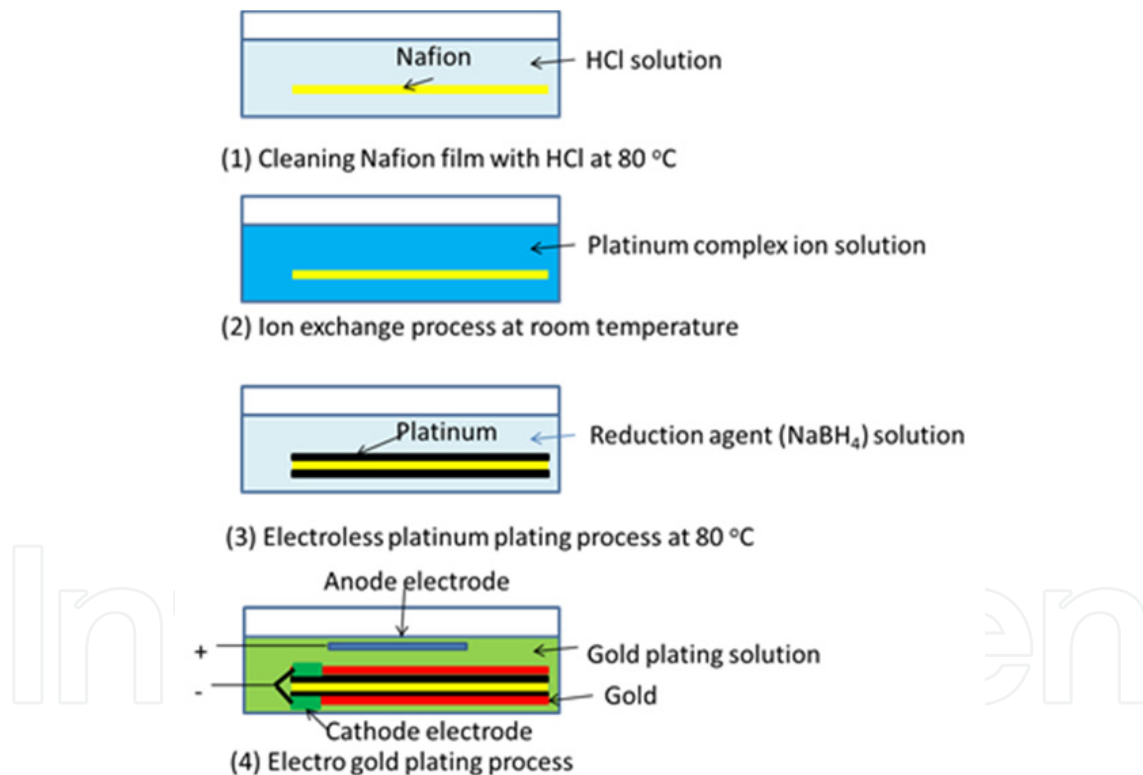 Nafion
HCl solution
(1) Cleaning Nafion film with HCl at 80 °C
Platinum complex ion solution
(2) Ion exchange process at room temperature
Platinum
Reduction agent (NaBH₄) solution
(3) Electroless platinum plating process at 80 °C
Anode electrode
+
Gold plating solution
-
Gold
Cathode electrode
(4) Electro gold plating process